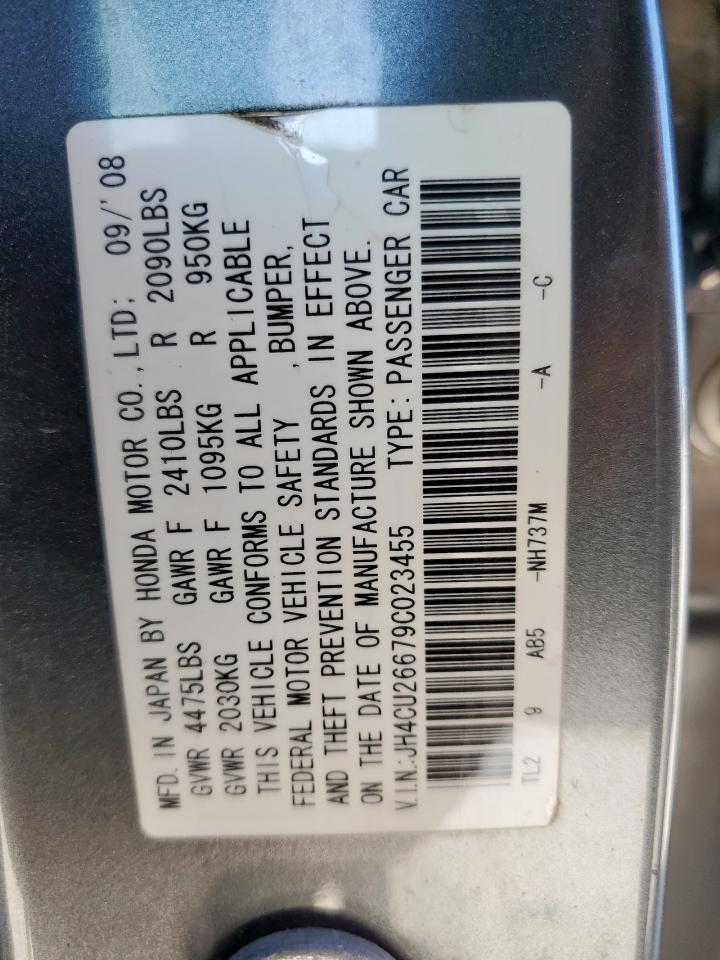 MFD. IN JAPAN BY HONDA MOTOR CO., LTD; 09/'08
GVWR 4475LBS GAWR F 2410LBS R 2090LBS
GVWR 2030KG GAWR F 1095KG R 950KG
THIS VEHICLE CONFORMS TO ALL APPLICABLE
FEDERAL MOTOR VEHICLE SAFETY , BUMPER,
AND THEFT PREVENTION STANDARDS IN EFFECT
ON THE DATE OF MANUFACTURE SHOWN ABOVE.
V.I.N.:JH4CU26679C023455 TYPE: PASSENGER CAR
TL2 9 AB5 -NH737M -A -C